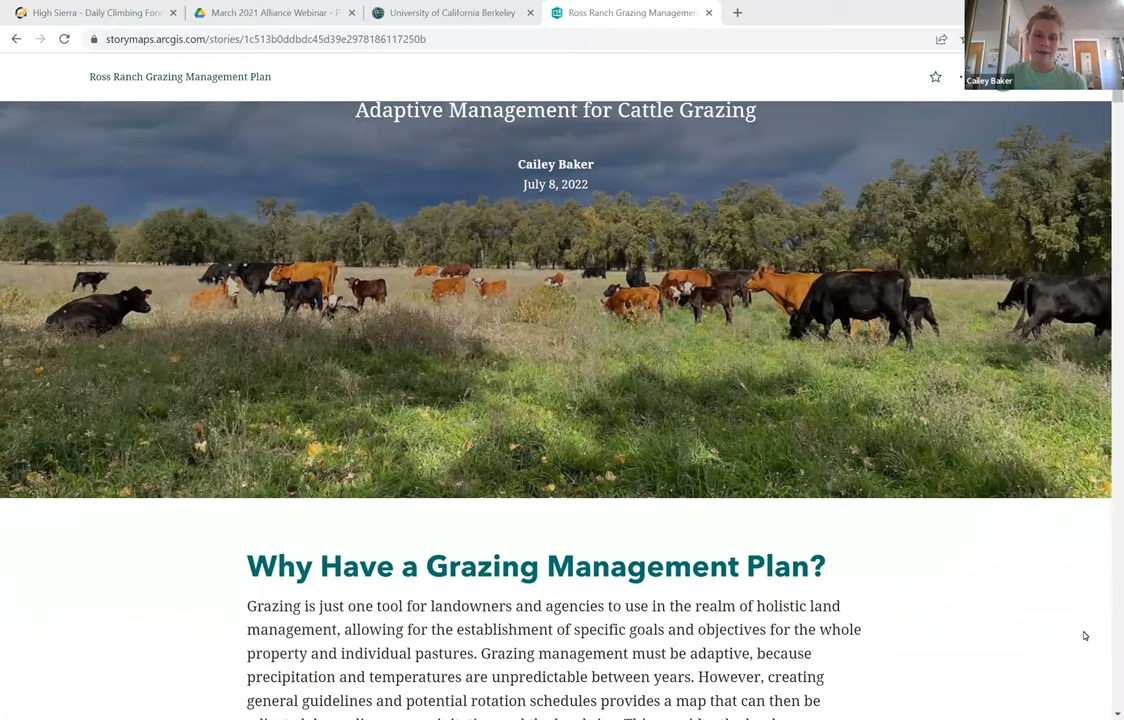 High Sierra - Daily Climbing Fore
March 2021 Alliance Webinar - P
University of California Berkeley
Ross Ranch Grazing Managemen
storymaps.arcgis.com/stories/1c513b0ddbdc45d39e2978186117250b
Ross Ranch Grazing Management Plan
Cailey Baker
Adaptive Management for Cattle Grazing
Cailey Baker
July 8, 2022
Why Have a Grazing Management Plan?
Grazing is just one tool for landowners and agencies to use in the realm of holistic land
management, allowing for the establishment of specific goals and objectives for the whole
property and individual pastures. Grazing management must be adaptive, because
precipitation and temperatures are unpredictable between years. However, creating
general guidelines and potential rotation schedules provides a map that can then be